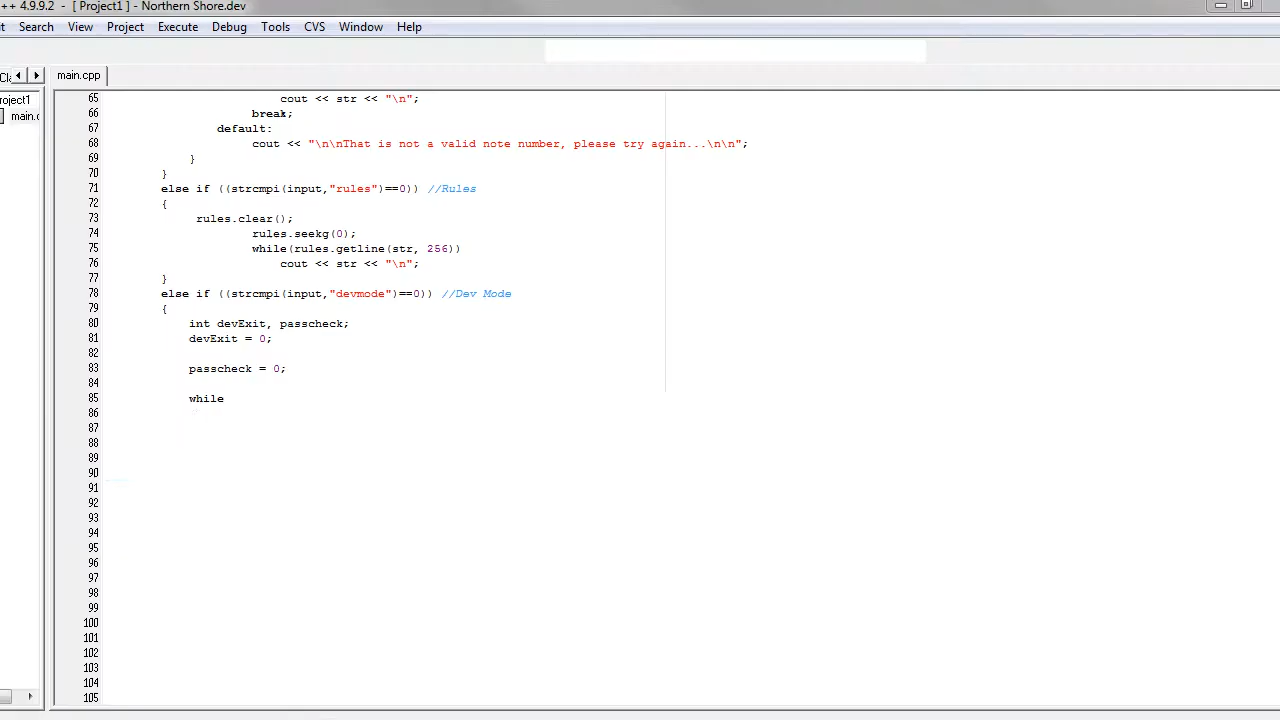 ++ 4.9.9.2 - [ Project1 ] - Northern Shore.dev
it Search View Project Execute Debug Tools CVS Window Help
Cla main.cpp
roject1
main.c
65 cout << str << "\n";
66 break;
67 default:
68 cout << "\n\nThat is not a valid note number, please try again...\n\n";
69 }
70 }
71 else if ((strcmpi(input,"rules")==0)) //Rules
72 {
73 rules.clear();
74 rules.seekg(0);
75 while(rules.getline(str, 256))
76 cout << str << "\n";
77 }
78 else if ((strcmpi(input,"devmode")==0)) //Dev Mode
79 {
80 int devExit, passcheck;
81 devExit = 0;
82
83 passcheck = 0;
84
85 while
86
87
88
89
90
91
92
93
94
95
96
97
98
99
100
101
102
103
104
105